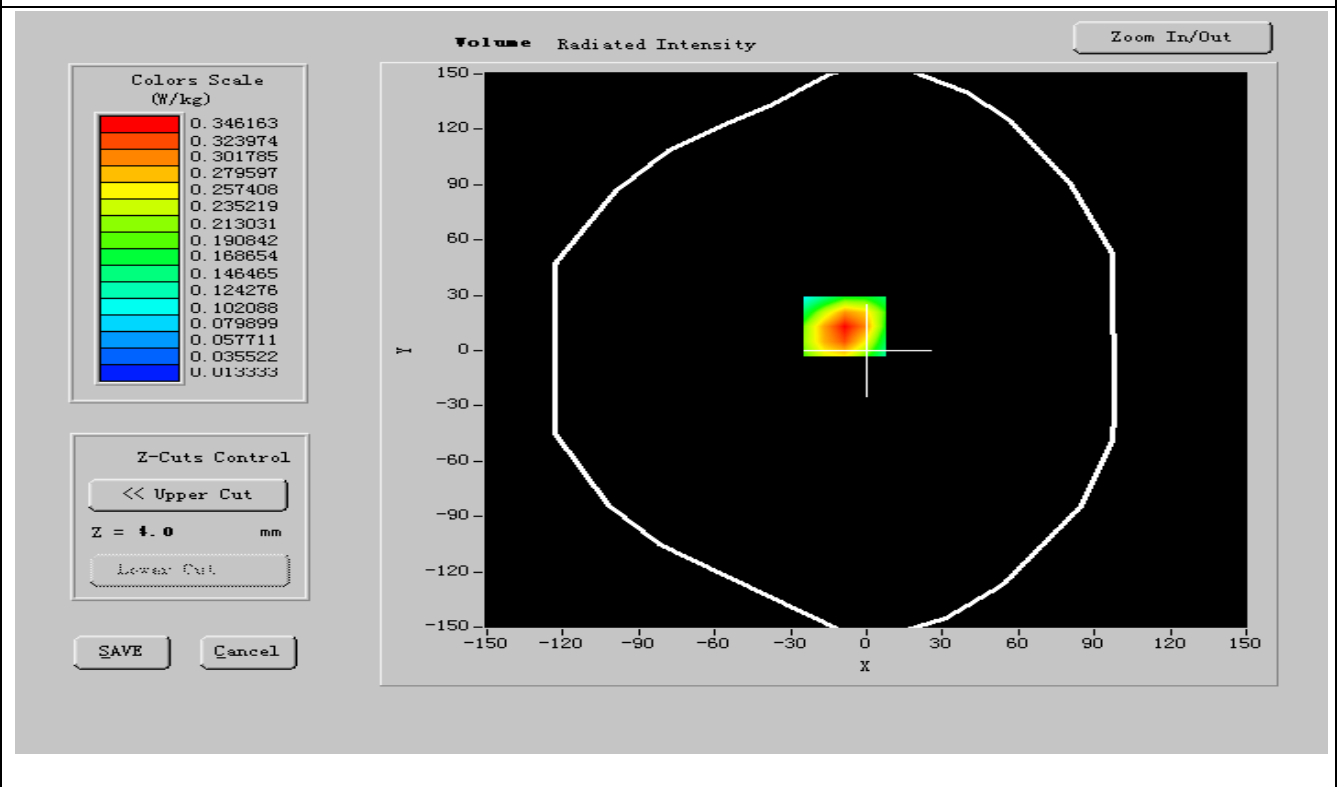 Volume Radiated Intensity
Zoom In/Out
Colors Scale
(W/kg)
0.346163
0.323974
0.301785
0.279597
0.257408
0.235219
0.213031
0.190842
0.168654
0.146465
0.124276
0.102088
0.079899
0.057711
0.035522
0.013333
Z-Cuts Control
<< Upper Cut
Z = 4.0 mm
Lower Cut
SAVE
Cancel
150
120
90
60
30
0
-30
-60
-90
-120
-150
Y
-150 -120 -90 -60 -30 0 30 60 90 120 150
X